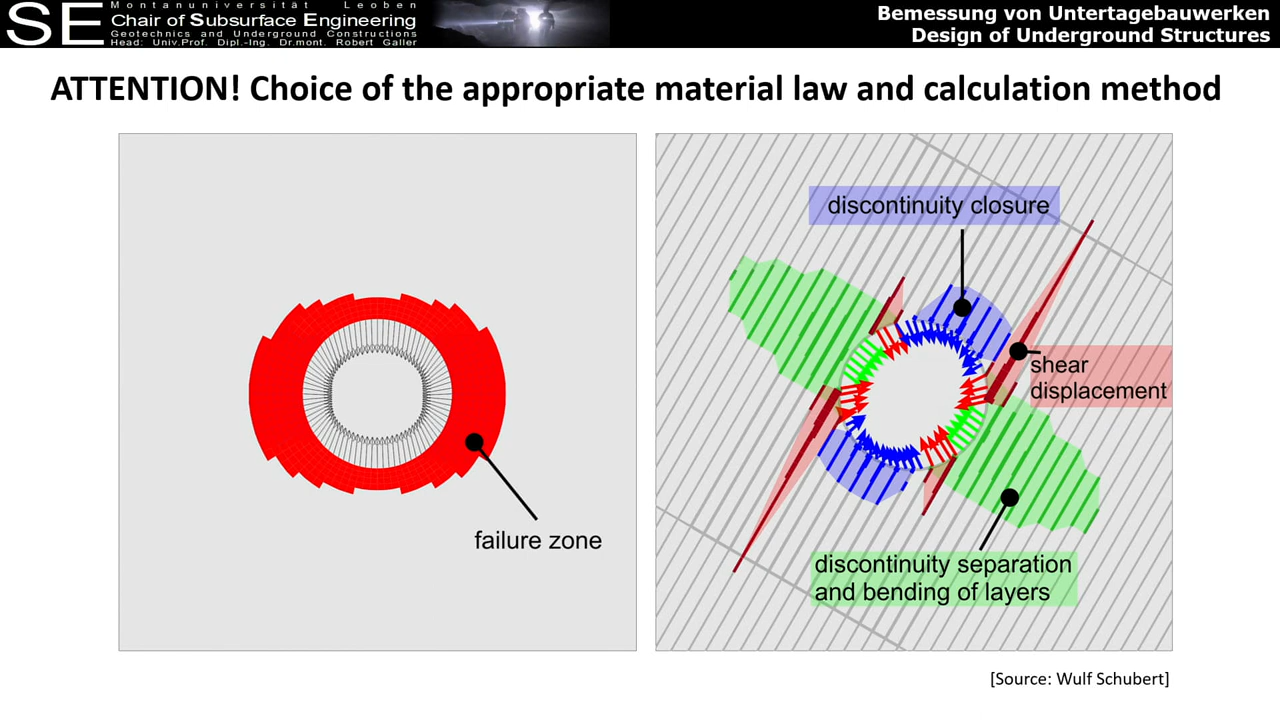 SE
Montanuniversität Leoben
Chair of Subsurface Engineering
Geotechnics and Underground Constructions
Head: Univ.Prof. Dipl.-Ing. Dr.mont. Robert Galler
Bemessung von Untertagebauwerken
Design of Underground Structures
ATTENTION! Choice of the appropriate material law and calculation method
failure zone
discontinuity closure
shear
displacement
discontinuity separation
and bending of layers
[Source: Wulf Schubert]